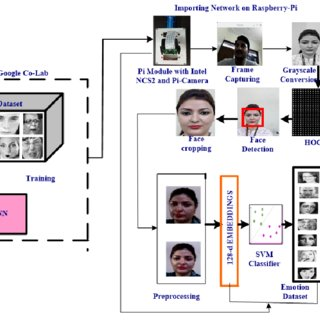 Importing Network on Raspberry-Pi
Google Co-Lab
Dataset
Training
NN
Pi Module with Intel
NCS2 and Pi-Camera
Frame
Capturing
Grayscale
Conversion
HOG
Face
Detection
Face
cropping
Preprocessing
128-d EMBEDDINGS
SVM
Classifier
Emotion
Dataset